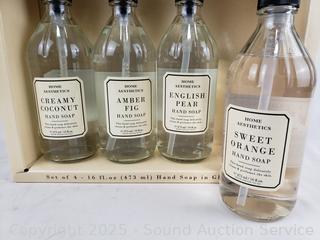 HOME
AESTHETICS
CREAMY
COCONUT
HAND SOAP
HOME
AESTHETICS
AMBER
FIG
HAND SOAP
HOME
AESTHETICS
ENGLISH
PEAR
HAND SOAP
HOME
AESTHETICS
SWEET
ORANGE
HAND SOAP
Set of 4 - 16 fl.oz (473 ml) Hand Soap in Gl
Copyright 2025 - Sound Auction Service